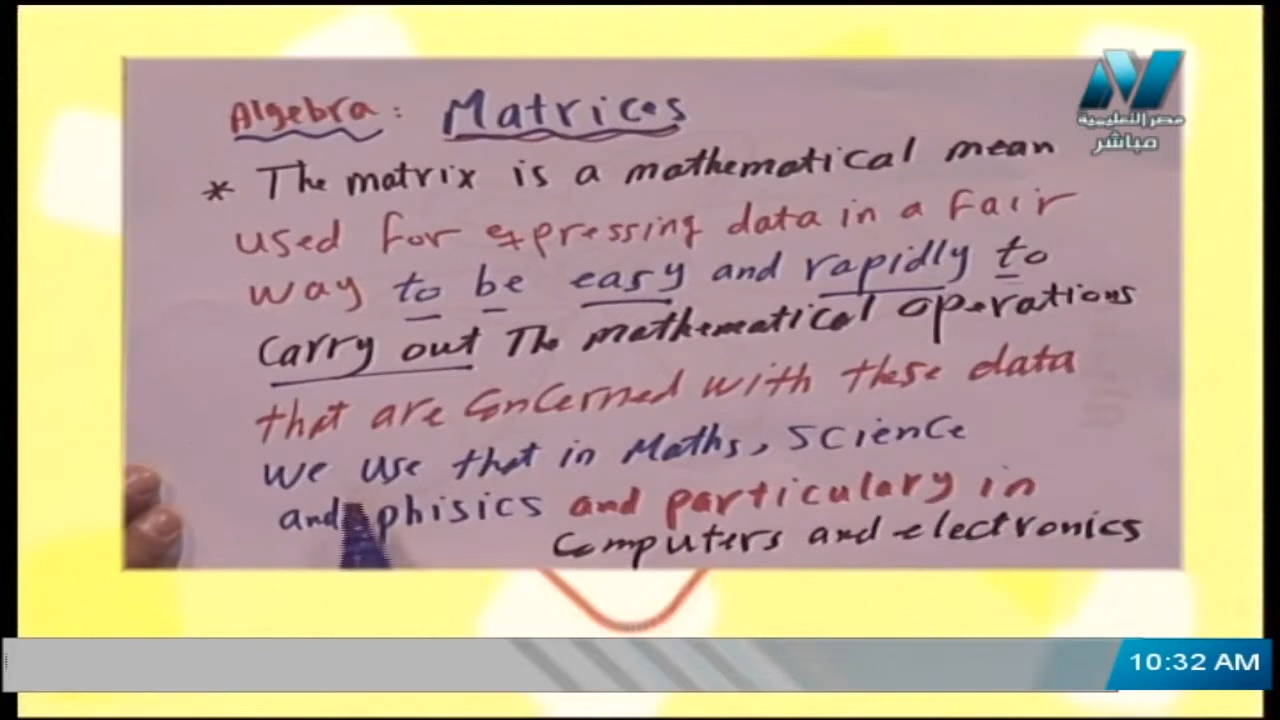 Algebra: Matrices
مصر التعليمية
مباشر
* The matrix is a mathematical mean
used for expressing data in a fair
way to be easy and rapidly to
carry out The mathematical operations
that are concerned with these data
we use that in Maths, science
and phisics and particulary in
computers and electronics
10:32 AM